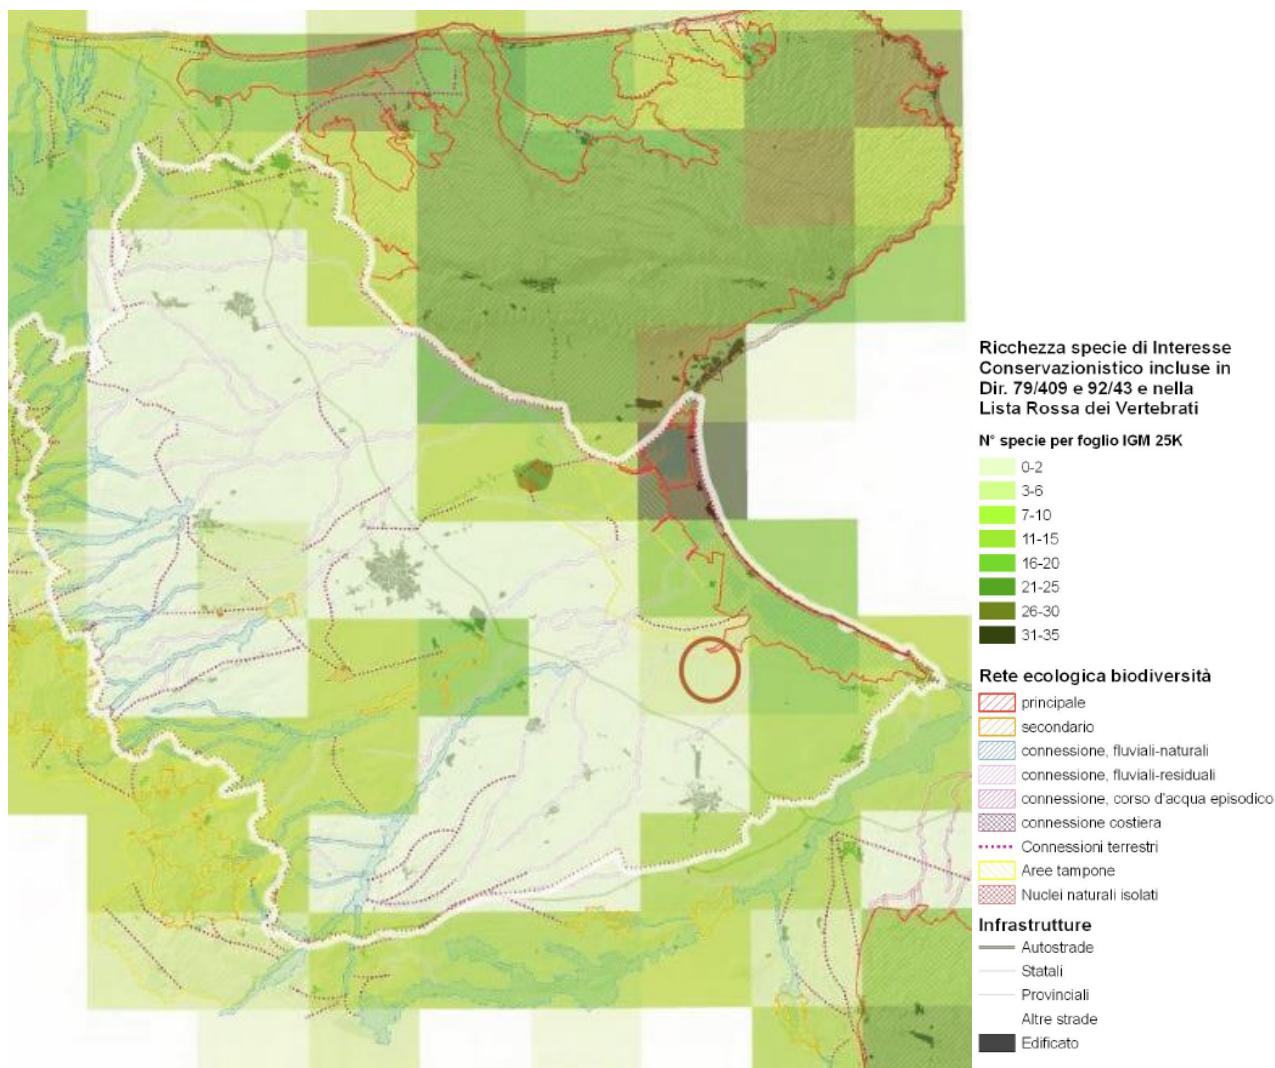 Ricchezza specie di Interesse
Conservazionistico incluse in
Dir. 79/409 e 92/43 e nella
Lista Rossa dei Vertebrati
N° specie per foglio IGM 25K
0-2
3-6
7-10
11-15
16-20
21-25
26-30
31-35
Rete ecologica biodiversità
principale
secondario
connessione, fluviali-naturali
connessione, fluviali-residuali
connessione, corso d'acqua episodico
connessione costiera
Connessioni terrestri
Aree tampone
Nuclei naturali isolati
Infrastrutture
Autostrade
Statali
Provinciali
Altre strade
Edificato